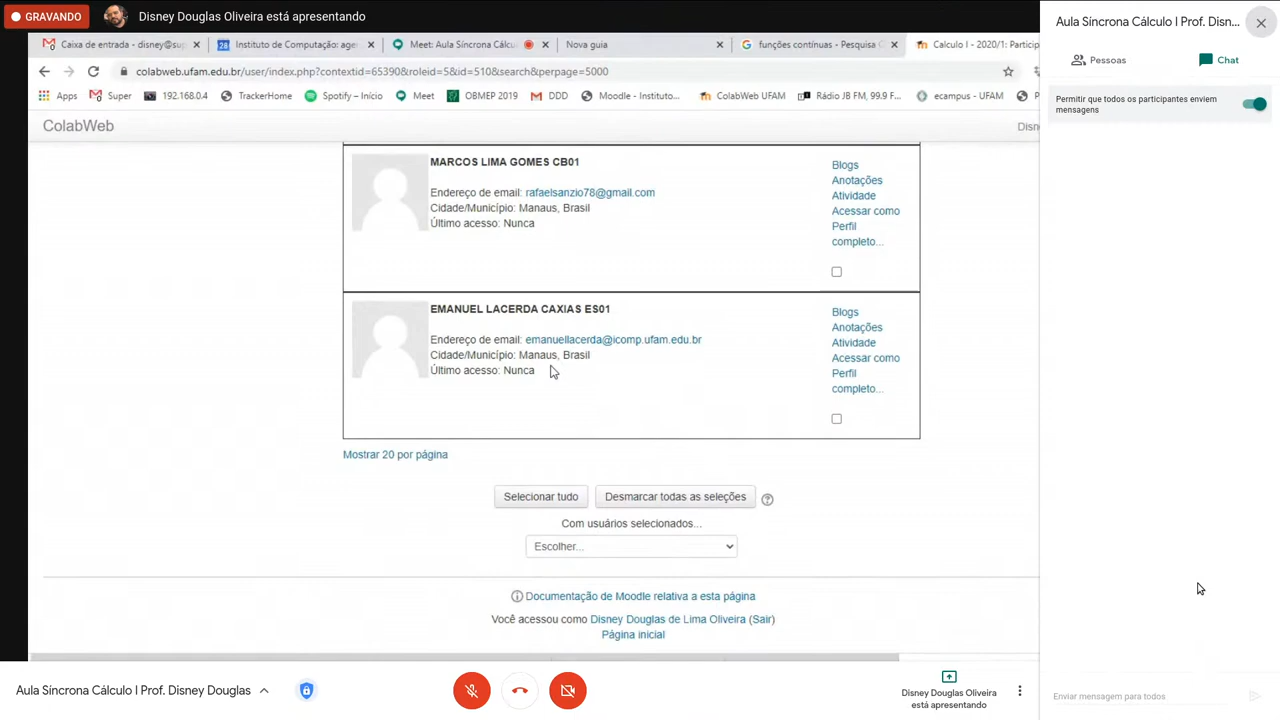 GRAVANDO
Disney Douglas Oliveira está apresentando
Caixa de entrada - disney@sup
28 Instituto de Computação: age
Meet: Aula Síncrona Cálculo
Nova guia
funções contínuas - Pesquisa G
Calculo I - 2020/1: Particip
colabweb.ufam.edu.br/user/index.php?contextid=65390&roleid=5&id=510&search&perpage=5000
Apps
Super
192.168.0.4
TrackerHome
Spotify – Início
Meet
OBMEP 2019
DDD
Moodle - Instituto...
ColabWeb UFAM
Rádio JB FM, 99.9 F...
ecampus - UFAM
ColabWeb
MARCOS LIMA GOMES CB01
Endereço de email: rafaelsanzio78@gmail.com
Cidade/Município: Manaus, Brasil
Último acesso: Nunca
Blogs
Anotações
Atividade
Acessar como
Perfil
completo...
EMANUEL LACERDA CAXIAS ES01
Endereço de email: emanuellacerda@icomp.ufam.edu.br
Cidade/Município: Manaus, Brasil
Último acesso: Nunca
Blogs
Anotações
Atividade
Acessar como
Perfil
completo...
Mostrar 20 por página
Selecionar tudo
Desmarcar todas as seleções
Com usuários selecionados...
Escolher...
Documentação de Moodle relativa a esta página
Você acessou como Disney Douglas de Lima Oliveira (Sair)
Página inicial
Aula Síncrona Cálculo I Prof. Disn...
Pessoas
Chat
Permitir que todos os participantes enviem
mensagens
Enviar mensagem para todos
Aula Síncrona Cálculo I Prof. Disney Douglas
Disney Douglas Oliveira
está apresentando